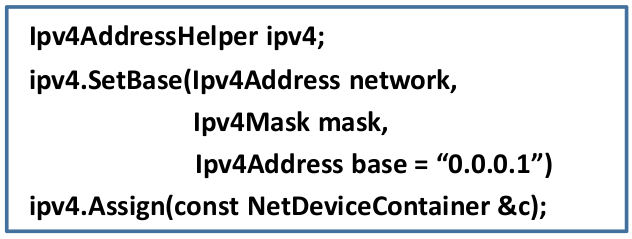 Ipv4AddressHelper ipv4;
ipv4.SetBase(Ipv4Address network,
Ipv4Mask mask,
Ipv4Address base = “0.0.0.1”)
ipv4.Assign(const NetDeviceContainer &c);